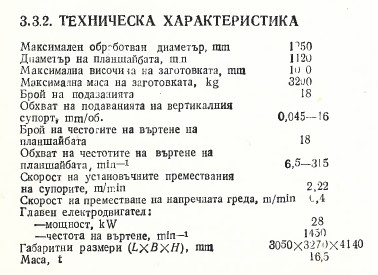 3.3.2. ТЕХНИЧЕСКА ХАРАКТЕРИСТИКА
Максимален обработван диаметър, mm 1250
Диаметър на планшайбата, mm 1120
Максимална височина на заготовката, mm
Максимална маса на заготовката, kg 3200
Брой на подаванията 18
Обхват на подаванията на вертикалния
супорт, mm/об. 0,045—16
Брой на честотите на въртене на
планшайбата 18
Обхват на честотите на въртене на
планшайбата, min—1 6,5—315
Скорост на установъчните премествания
на супорите, m/min 2,22
Скорост на преместване на напречната греда, m/min 0,4
Главен електродвигател:
—мощност, kW 28
—честота на въртене, min—1 1450
Габаритни размери (L×B×H), mm 3050×3270×4140
Маса, t 16,5